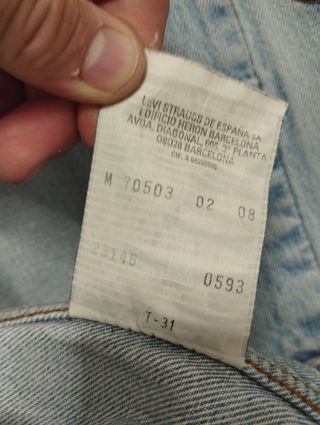 LEVI STRAUSS DE ESPAÑA SA
EDIFICIO HERON BARCELONA
AVDA. DIAGONAL, 605, 3ª PLANTA
08028 BARCELONA
M 70503 02 08
23146 0593
T-31